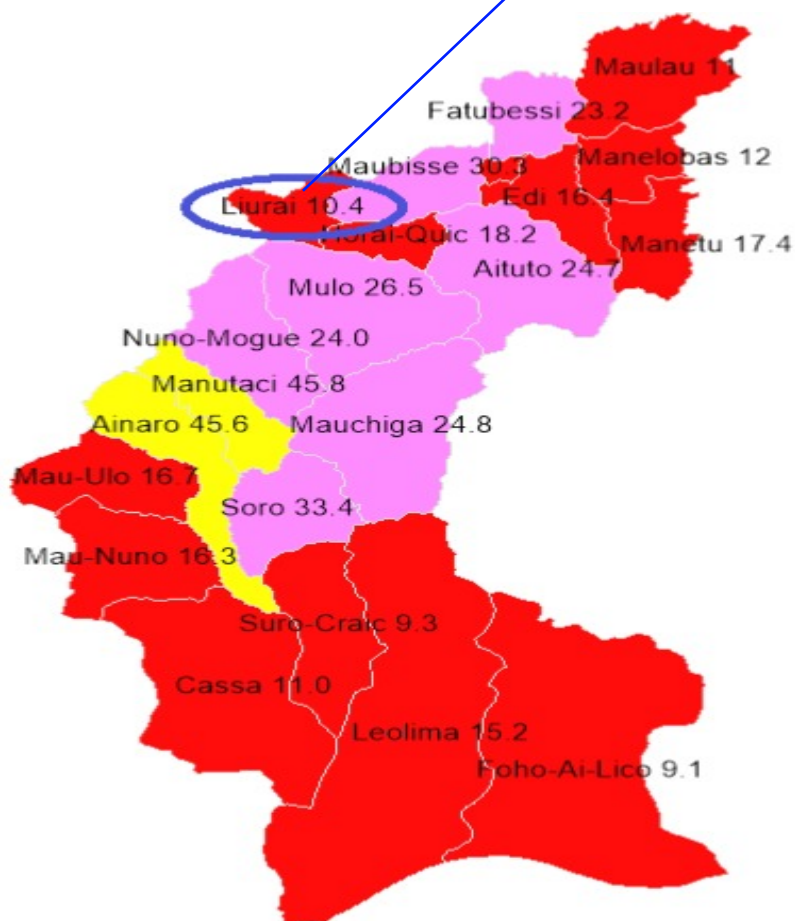 Maulau 11
Fatubessi 23.2
Manelobas 12
Maubisse 30.3
Edi 16.4
Liurai 10.4
Horai-Quic 18.2
Manetu 17.4
Aituto 24.7
Mulo 26.5
Nuno-Mogue 24.0
Manutaci 45.8
Ainaro 45.6
Mauchiga 24.8
Mau-Ulo 16.7
Soro 33.4
Mau-Nuno 16.3
Suro-Craic 9.3
Cassa 11.0
Leolima 15.2
Foho-Ai-Lico 9.1